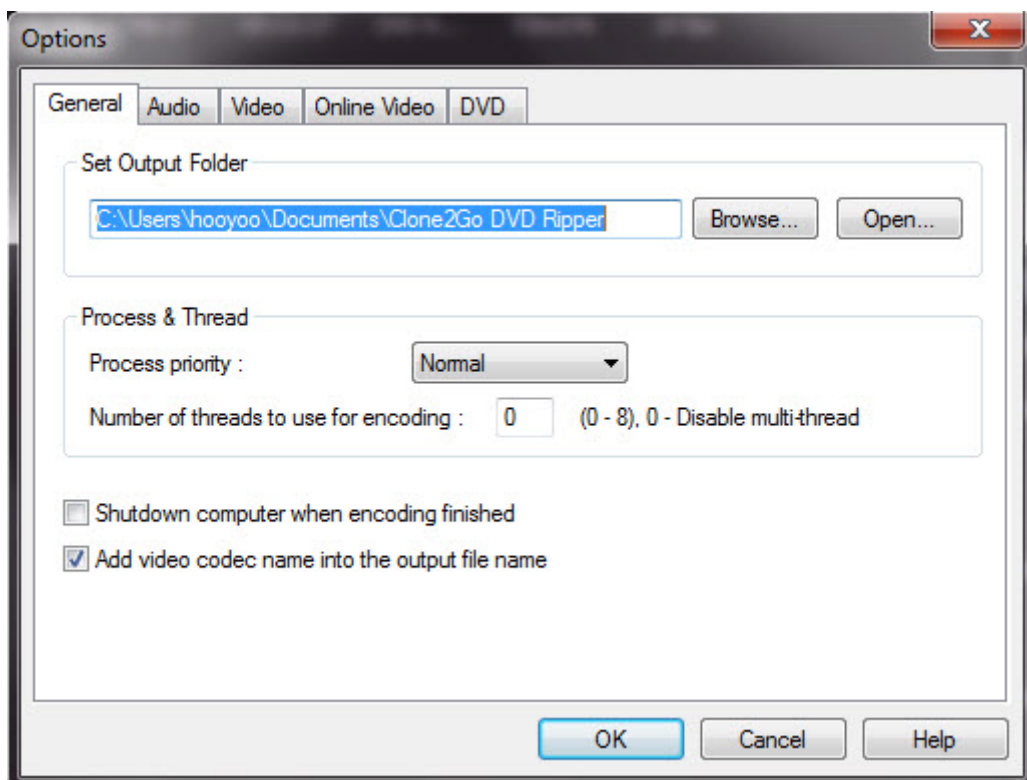 Options
General Audio Video Online Video DVD
Set Output Folder
C:\Users\hooyoo\Documents\Clone2Go DVD Ripper Browse... Open...
Process & Thread
Process priority : Normal
Number of threads to use for encoding : 0 (0 - 8), 0 - Disable multi-thread
Shutdown computer when encoding finished
Add video codec name into the output file name
OK Cancel Help